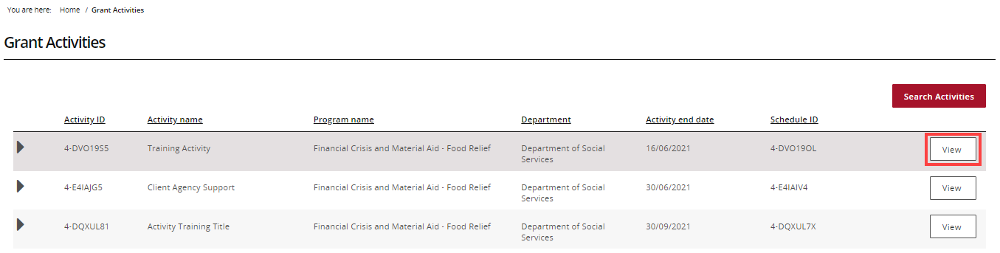 You are here: Home / Grant Activities
Grant Activities
Search Activities
Activity ID Activity name Program name Department Activity end date Schedule ID
4-DVO19S5 Training Activity Financial Crisis and Material Aid - Food Relief Department of Social 16/06/2021 4-DVO19OL View
Services
4-E4IAJG5 Client Agency Support Financial Crisis and Material Aid - Food Relief Department of Social 30/06/2021 4-E4IAIV4 View
Services
4-DQXUL81 Activity Training Title Financial Crisis and Material Aid - Food Relief Department of Social 30/09/2021 4-DQXUL7X View
Services